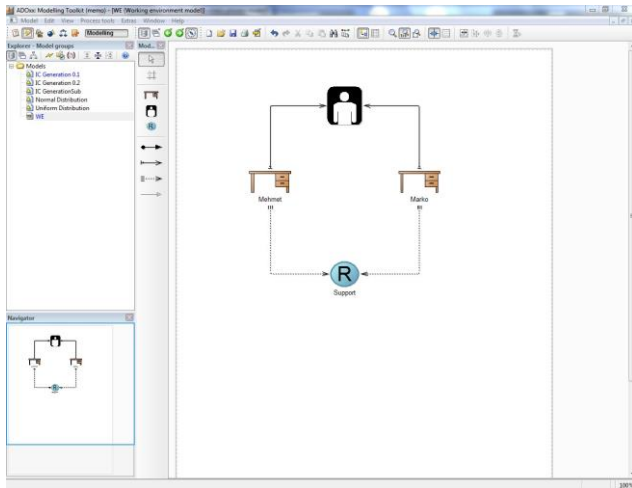 ADOxx: Modelling Toolkit (memo) - [WE (Working environment model)]
Model Edit View Process tools Extras Window Help
Modelling
Explorer - Model groups
Mod...
Models
IC Generation 0.1
IC Generation 0.2
IC GenerationSub
Normal Distribution
Uniform Distribution
WE
Mehmet
Marko
R
Support
Navigator
100%